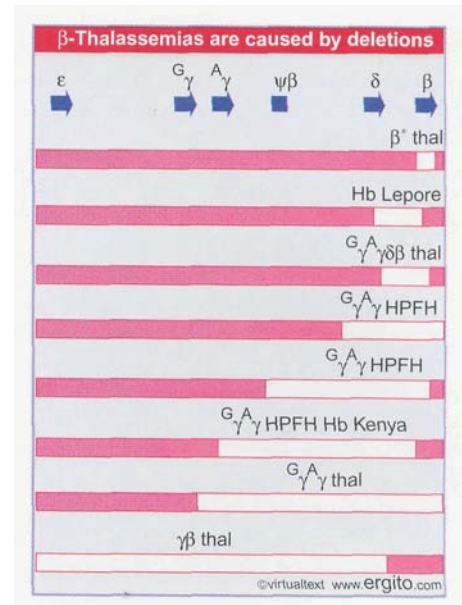 β-Thalassemias are caused by deletions
ε Gγ Aγ ψβ δ β
β* thal
Hb Lepore
GγAγδβ thal
GγAγ HPFH
GγAγ HPFH
GγAγ HPFH Hb Kenya
GγAγ thal
γβ thal
©virtualtext www.ergito.com